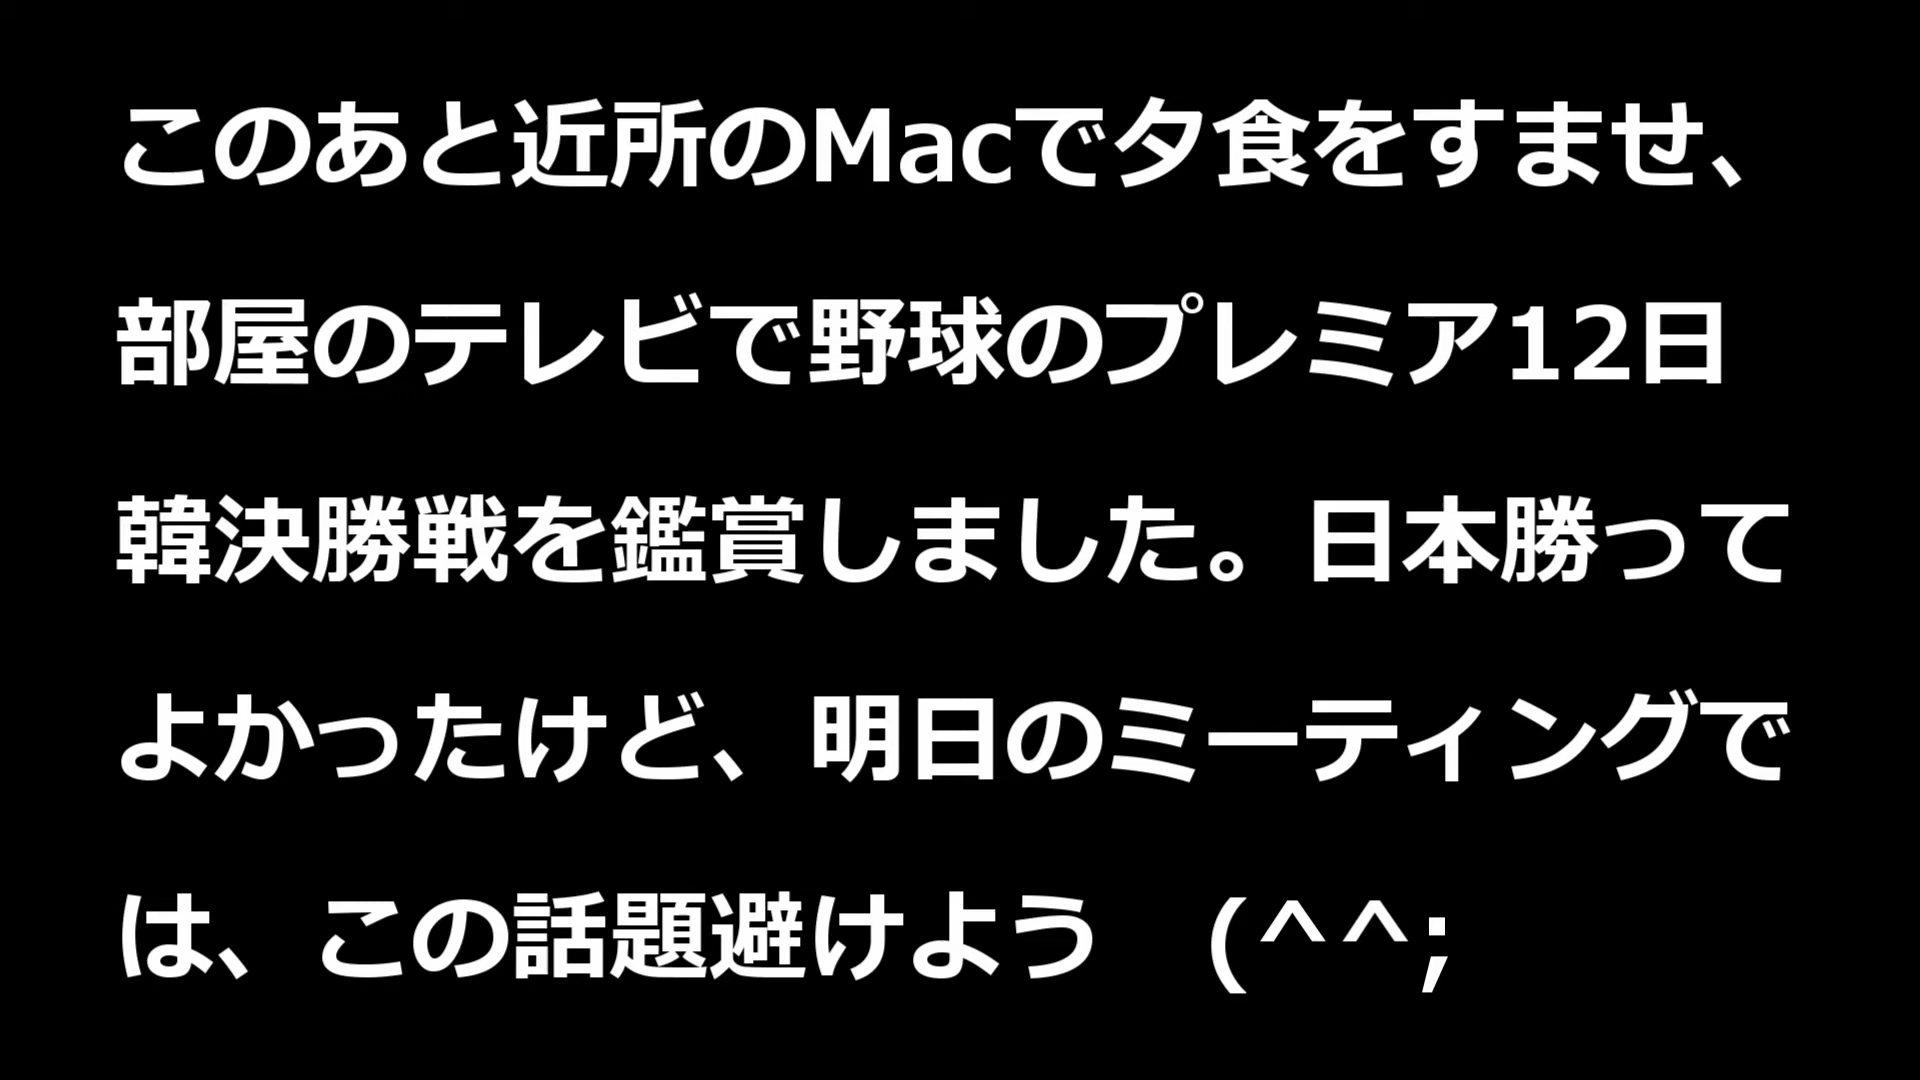 このあと近所のMacで夕食をすませ、
部屋のテレビで野球のプレミア12日
韓決勝戦を鑑賞しました。日本勝って
よかったけど、明日のミーティングで
は、この話題避けよう　(^^;